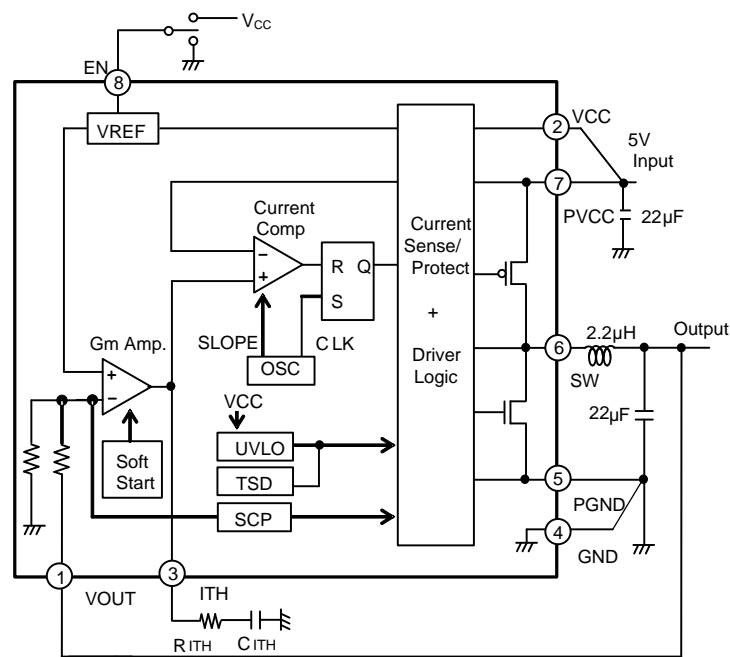 VCC
EN
8
VREF
2
VCC
5V
Input
7
PVCC
22µF
Current
Comp
−
+
R Q
S
Current
Sense/
Protect
+
Driver
Logic
SLOPE
CLK
OSC
Gm Amp.
+
−
6
2.2µH
Output
SW
22µF
VCC
UVLO
TSD
SCP
Soft
Start
5
PGND
4
GND
1
VOUT
3
ITH
RITH
CITH